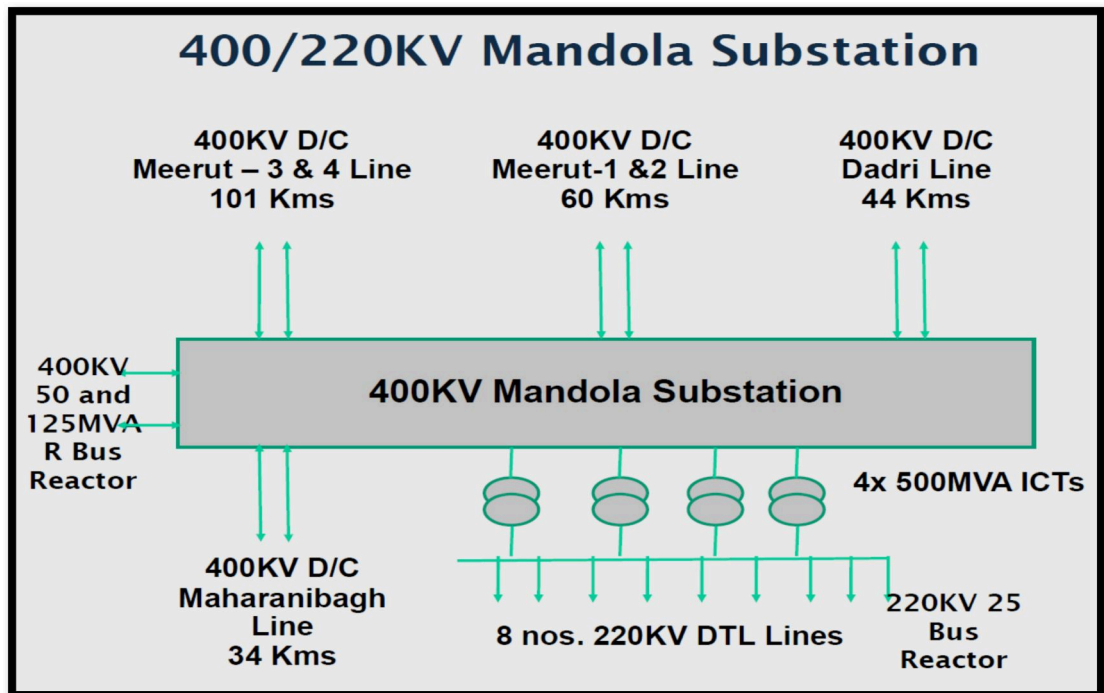 400/220KV Mandola Substation
400KV D/C
Meerut – 3 & 4 Line
101 Kms
400KV D/C
Meerut-1 &2 Line
60 Kms
400KV D/C
Dadri Line
44 Kms
400KV
50 and
125MVA
R Bus
Reactor
400KV Mandola Substation
4x 500MVA ICTs
400KV D/C
Maharanibagh
Line
34 Kms
8 nos. 220KV DTL Lines
220KV 25
Bus
Reactor